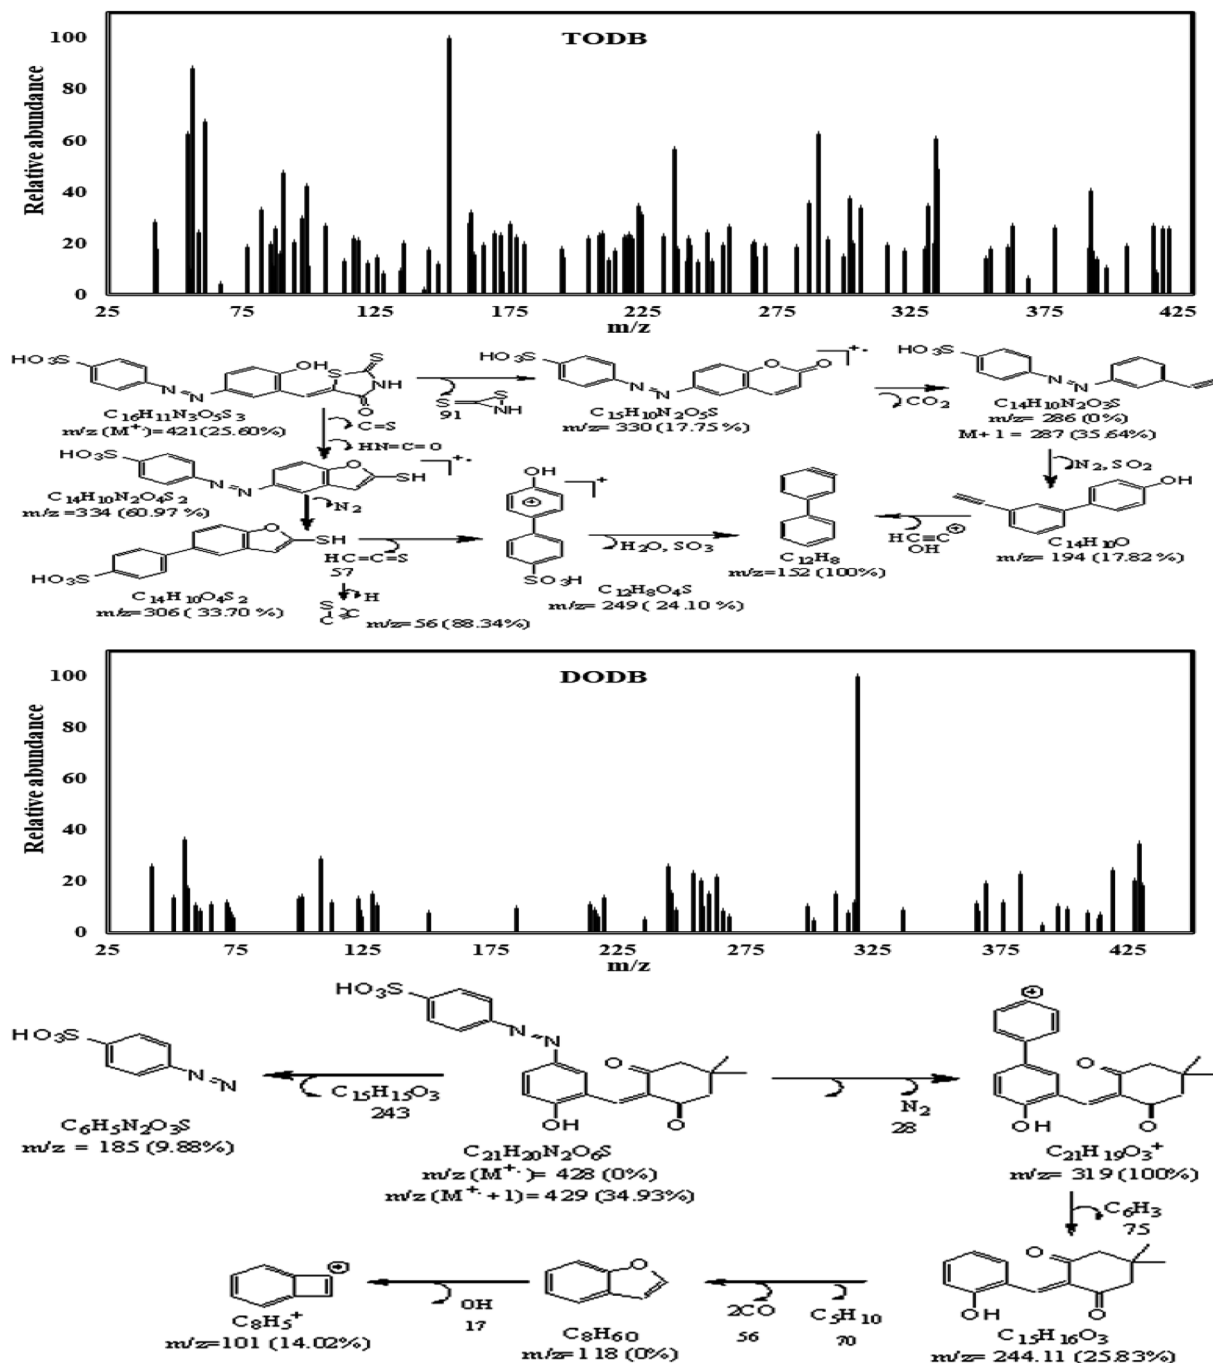 TODB
Relative abundance
100
80
60
40
20
0
25 75 125 175 225 275 325 375 425
m/z
HO₃S OH S S NH O N=N
C₁₆H₁₁N₃O₅S₃
m/z (M⁺)= 421(25.60%)
S NH
91
HO₃S N=N O O ⁺·
C₁₅H₁₀N₂O₅S
m/z= 330 (17.75 %)
CO₂
HO₃S N=N
C₁₄H₁₀N₂O₃S
m/z= 286 (0%)
M+ 1 = 287 (35.64%)
C=S
HN=C=O
N₂, SO₂
HO₃S N=N O SH ⁺·
C₁₄H₁₀N₂O₄S₂
m/z =334 (60.97 %)
N₂
HO₃S O SH
C₁₄H₁₀O₄S₂
m/z= 306 ( 33.70 %)
HC=C=S
57
H
S C C
m/z= 56 (88.34%)
OH ⁺ SO₃H
C₁₂H₈O₄S
m/z= 249 ( 24.10 %)
H₂O, SO₃
C₁₂H₈
m/z=152 (100%)
HC=C
OH
OH
C₁₄H₁₀O
m/z= 194 (17.82 %)
DODB
Relative abundance
100
80
60
40
20
0
25 75 125 175 225 275 325 375 425
m/z
HO₃S N=N
C₆H₅N₂O₃S
m/z = 185 (9.88%)
C₁₅H₁₅O₃
243
HO₃S N=N O OH O
C₂₁H₂₀N₂O₆S
m/z (M⁺·)= 428 (0%)
m/z (M⁺·+1)= 429 (34.93%)
N₂
28
O OH O
C₂₁H₁₉O₃⁺
m/z= 319 (100%)
C₆H₃
75
O OH O
C₁₅H₁₆O₃
m/z= 244.11 (25.83%)
C₅H₁₀
70
2CO
56
O
C₈H₆O
m/z=118 (0%)
OH
17
C₈H₅⁺
m/z=101 (14.02%)